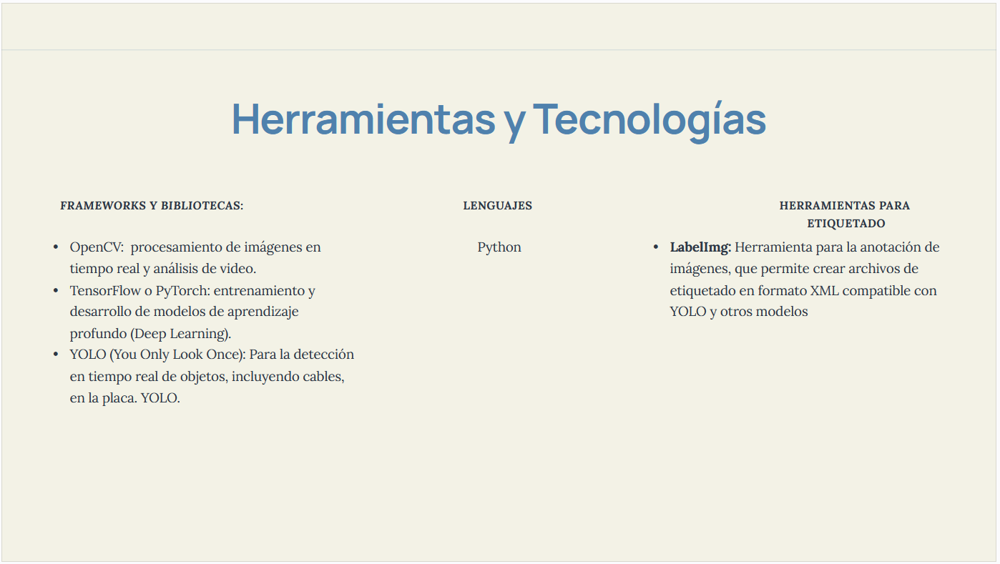 Herramientas y Tecnologías
FRAMEWORKS Y BIBLIOTECAS:
OpenCV:  procesamiento de imágenes en
tiempo real y análisis de video.
TensorFlow o PyTorch: entrenamiento y
desarrollo de modelos de aprendizaje
profundo (Deep Learning).
YOLO (You Only Look Once): Para la detección
en tiempo real de objetos, incluyendo cables,
en la placa. YOLO.
LENGUAJES
Python
HERRAMIENTAS PARA
ETIQUETADO
LabelImg: Herramienta para la anotación de
imágenes, que permite crear archivos de
etiquetado en formato XML compatible con
YOLO y otros modelos